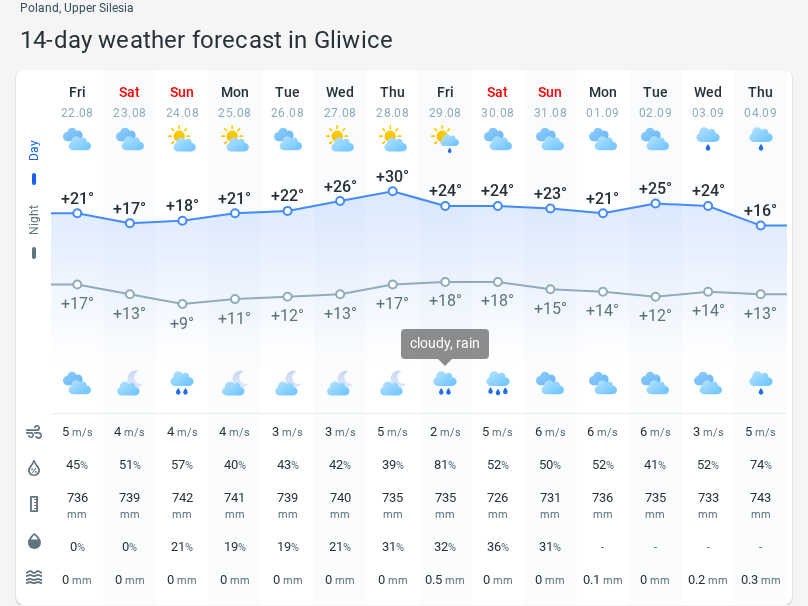 Poland, Upper Silesia
14-day weather forecast in Gliwice
Fri Sat Sun Mon Tue Wed Thu Fri Sat Sun Mon Tue Wed Thu
22.08 23.08 24.08 25.08 26.08 27.08 28.08 29.08 30.08 31.08 01.09 02.09 03.09 04.09
Day
+21° +17° +18° +21° +22° +26° +30° +24° +24° +23° +21° +25° +24° +16°
Night
+17° +13° +9° +11° +12° +13° +17° +18° +18° +15° +14° +12° +14° +13°
cloudy, rain
5 m/s 4 m/s 4 m/s 4 m/s 3 m/s 3 m/s 5 m/s 2 m/s 5 m/s 6 m/s 6 m/s 6 m/s 3 m/s 5 m/s
45% 51% 57% 40% 43% 42% 39% 81% 52% 50% 52% 41% 52% 74%
736 739 742 741 739 740 735 735 726 731 736 735 733 743
mm mm mm mm mm mm mm mm mm mm mm mm mm mm
0% 0% 21% 19% 19% 21% 31% 32% 36% 31% - - - -
0 mm 0 mm 0 mm 0 mm 0 mm 0 mm 0 mm 0.5 mm 0 mm 0 mm 0.1 mm 0 mm 0.2 mm 0.3 mm